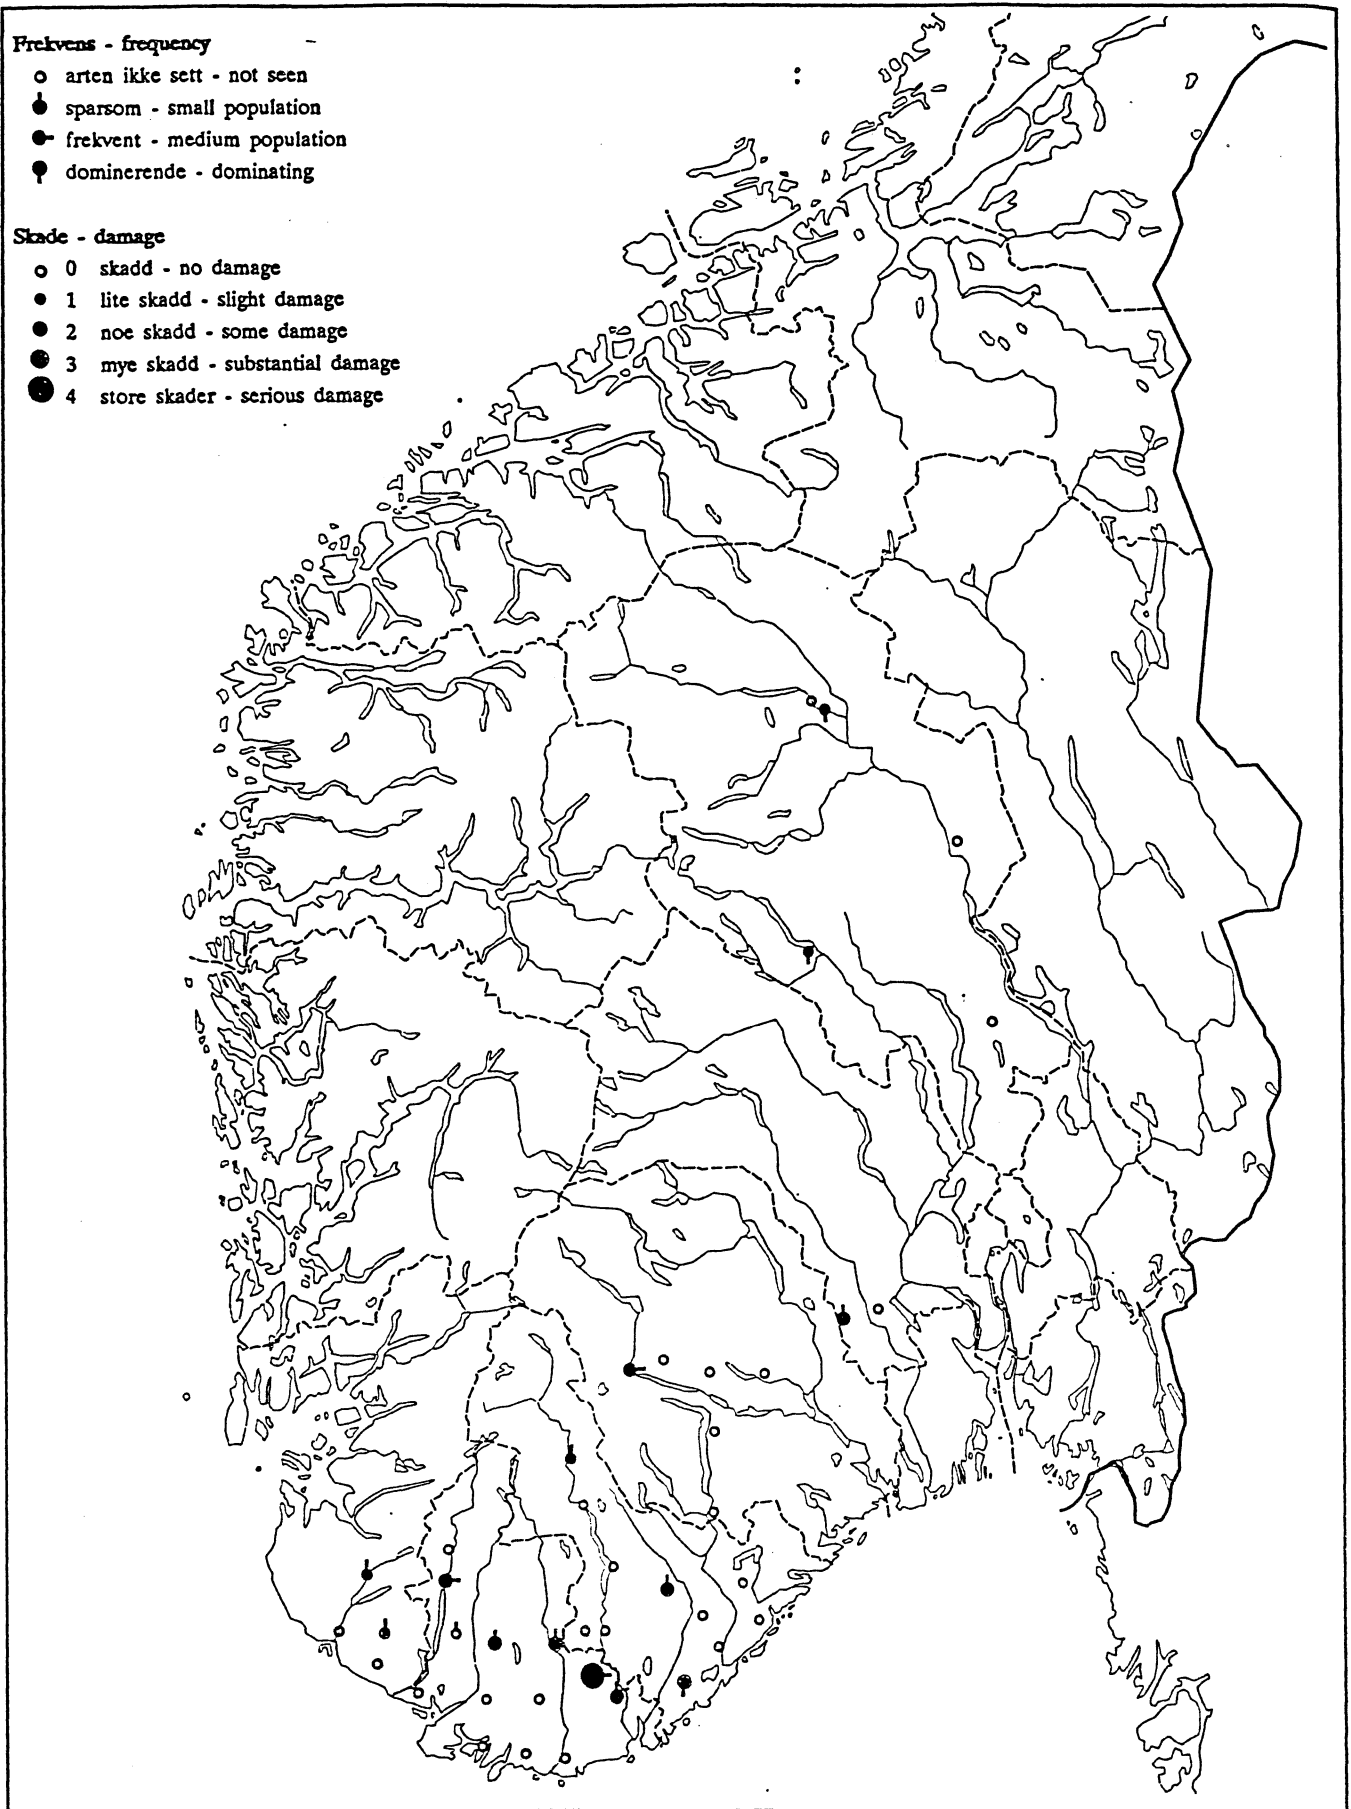 Frekvens - frequency
arten ikke sett - not seen
sparsom - small population
frekvent - medium population
dominerende - dominating
Skade - damage
0 skadd - no damage
1 lite skadd - slight damage
2 noe skadd - some damage
3 mye skadd - substantial damage
4 store skader - serious damage